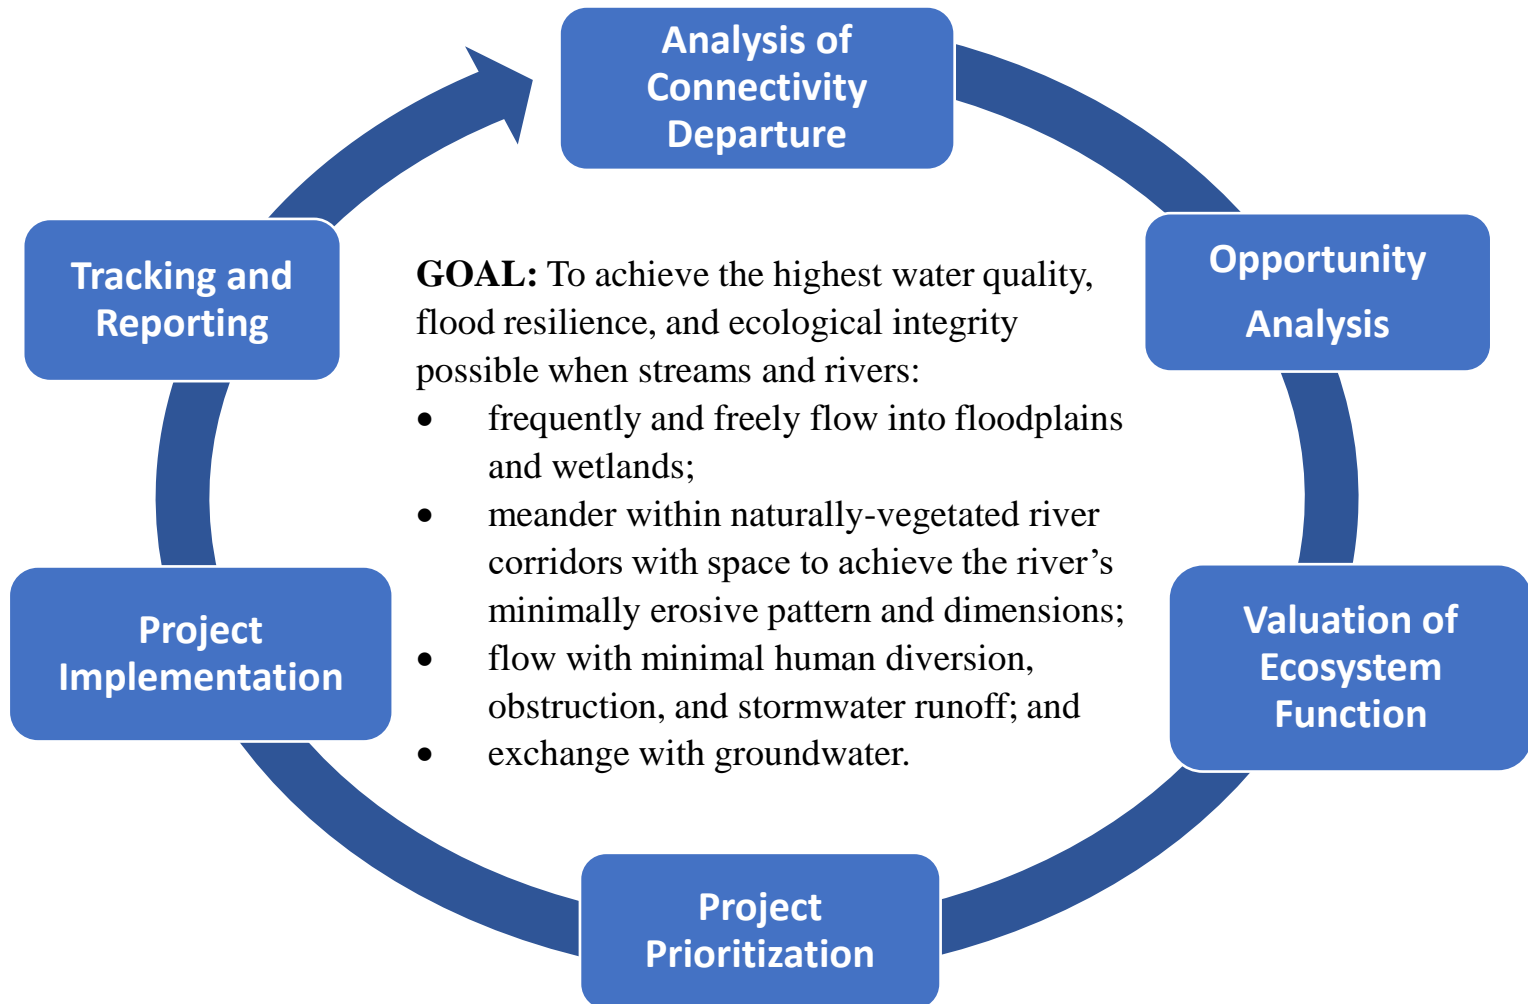 Analysis of
Connectivity
Departure
Opportunity
Analysis
Valuation of
Ecosystem
Function
Project
Prioritization
Project
Implementation
Tracking and
Reporting
GOAL: To achieve the highest water quality,
flood resilience, and ecological integrity
possible when streams and rivers:
• frequently and freely flow into floodplains
and wetlands;
• meander within naturally-vegetated river
corridors with space to achieve the river’s
minimally erosive pattern and dimensions;
• flow with minimal human diversion,
obstruction, and stormwater runoff; and
• exchange with groundwater.